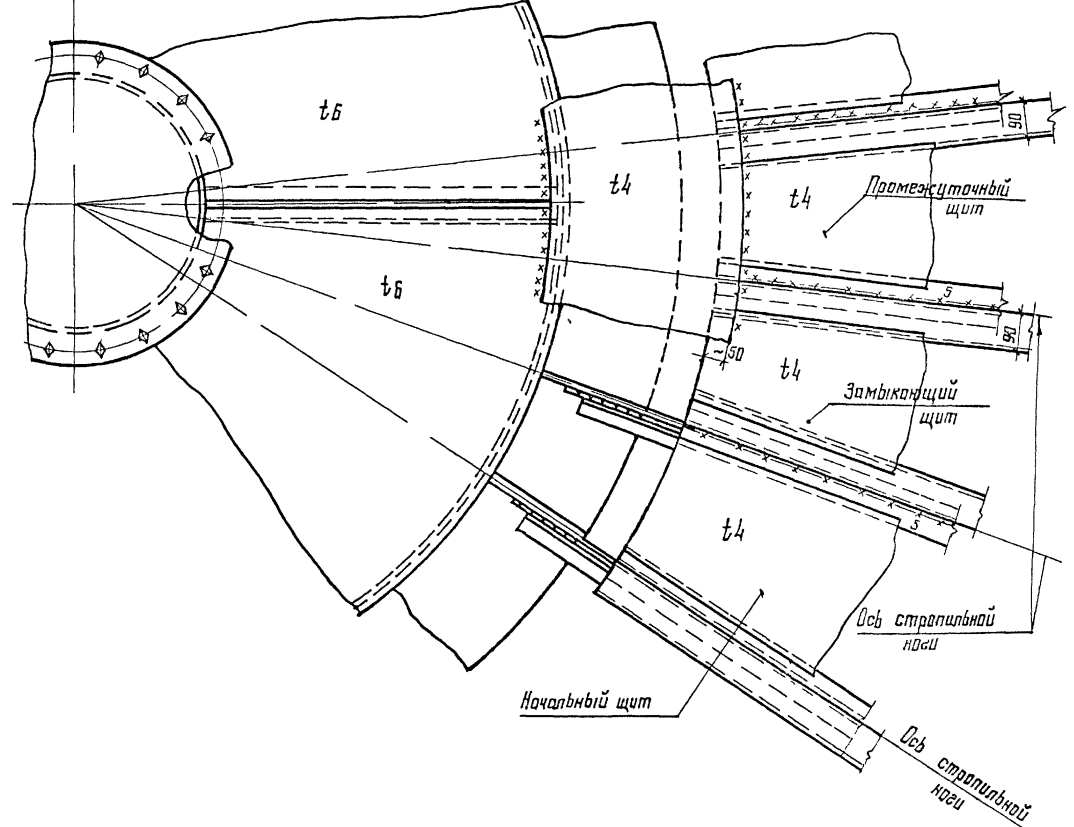 t6
90
t4
t4
Промежуточный
щит
t6
5
90
50
t4
Замыкающий
щит
5
t4
Ось стропильной
ноги
Начальный щит
Ось стропильной
ноги